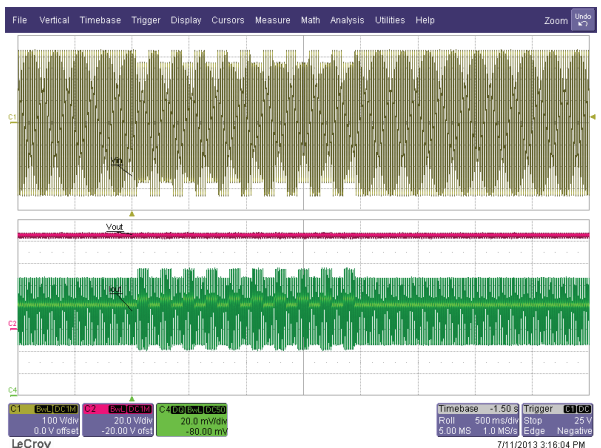 File Vertical Timebase Trigger Display Cursors Measure Math Analysis Utilities Help Zoom Undo
C1
Vin
Vout
Iout
C2
C4
C1 BwL DC1M C2 BwL DC1M C4 BwL DC50 Timebase -1.50 s Trigger C1 DC
100 V/div 20.0 V/div 20.0 mV/div Roll 500 ms/div Stop 25 V
0.0 V offset -20.00 V ofst -80.00 mV 5.00 MS 1.0 MS/s Edge Negative
LeCroy 7/11/2013 3:16:04 PM